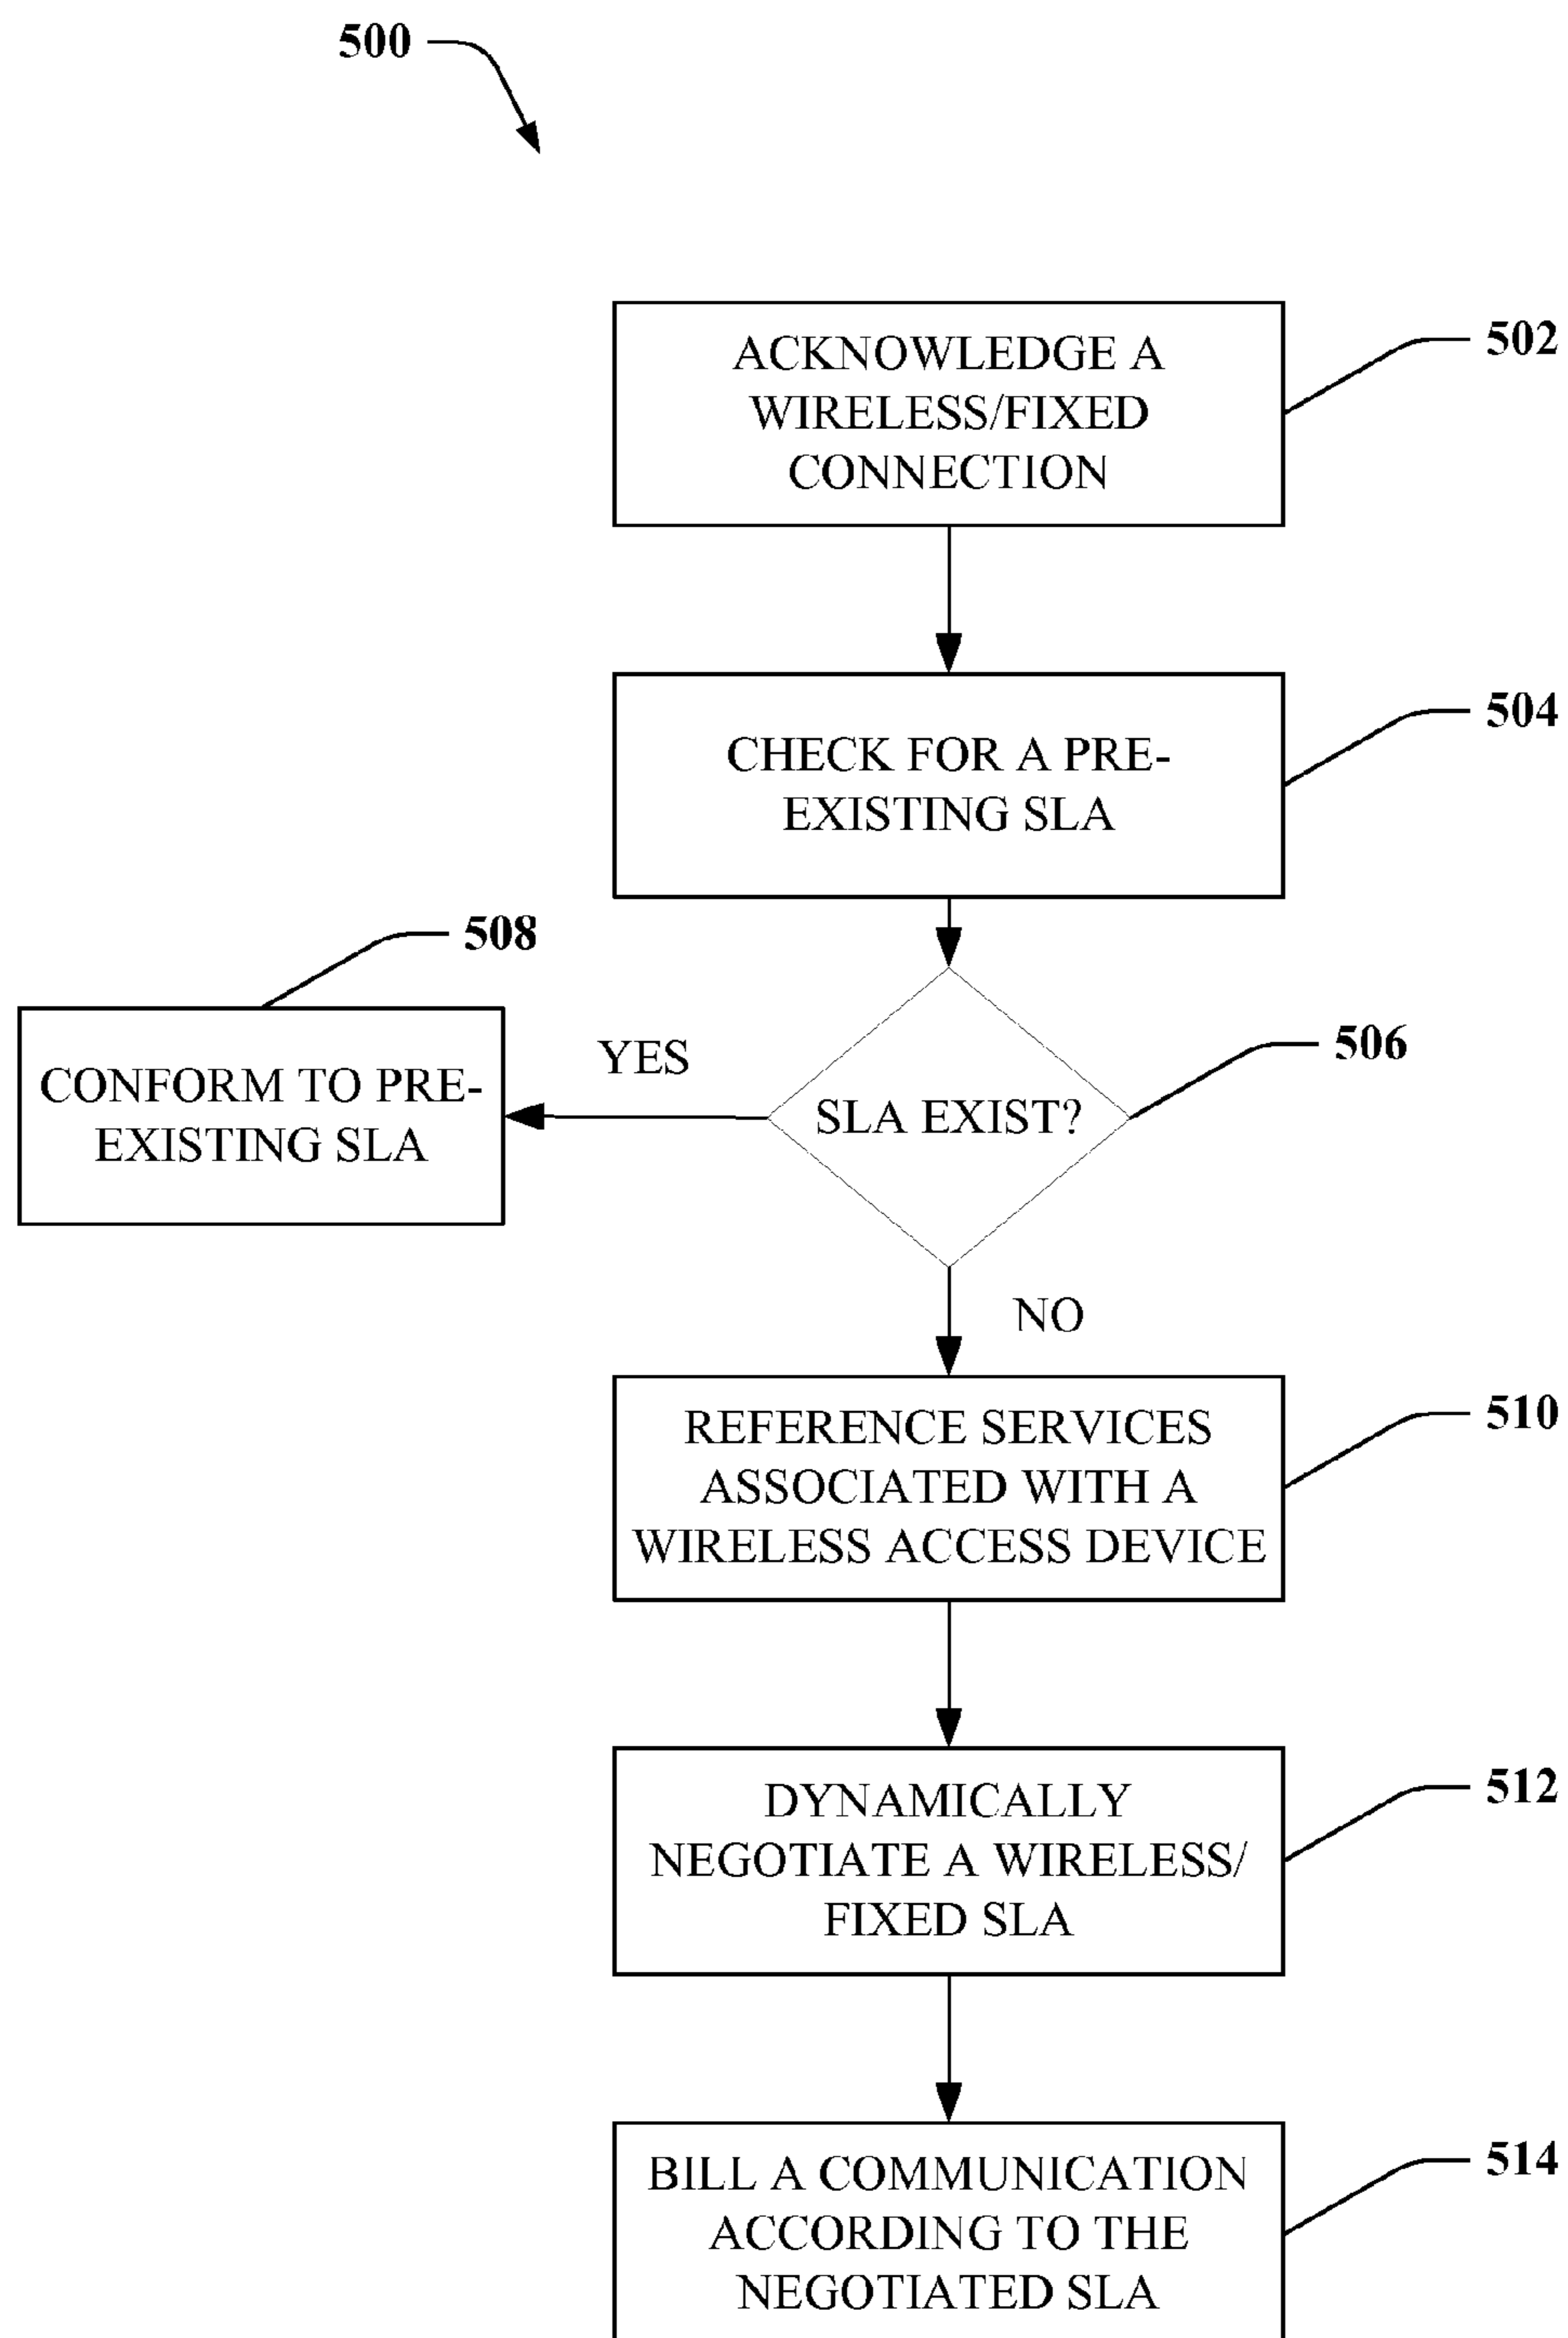 500
ACKNOWLEDGE A
WIRELESS/FIXED
CONNECTION
502
CHECK FOR A PRE-
EXISTING SLA
504
508
CONFORM TO PRE-
EXISTING SLA
YES
SLA EXIST?
506
NO
REFERENCE SERVICES
ASSOCIATED WITH A
WIRELESS ACCESS DEVICE
510
DYNAMICALLY
NEGOTIATE A WIRELESS/
FIXED SLA
512
BILL A COMMUNICATION
ACCORDING TO THE
NEGOTIATED SLA
514